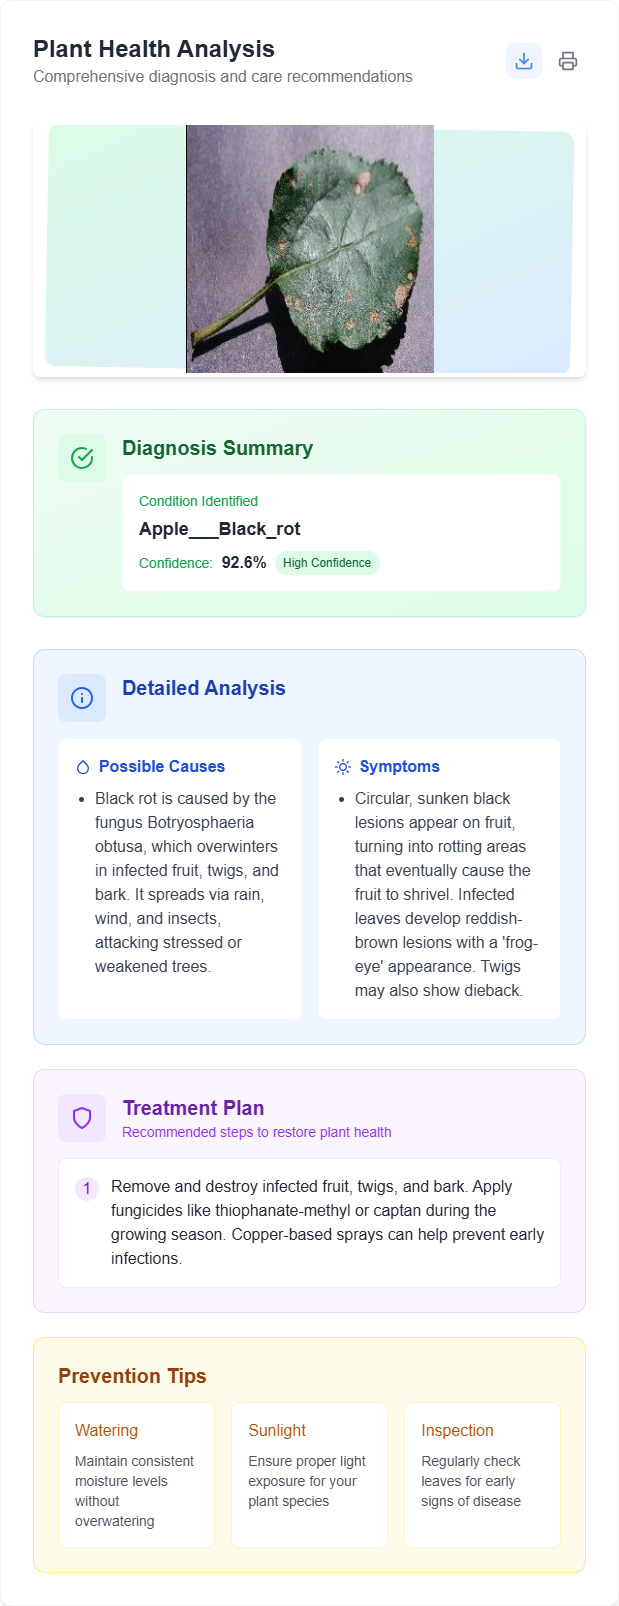 Plant Health Analysis
Comprehensive diagnosis and care recommendations
Diagnosis Summary
Condition Identified
Apple___Black_rot
Confidence: 92.6% High Confidence
Detailed Analysis
Possible Causes
Black rot is caused by the
fungus Botryosphaeria
obtusa, which overwinters
in infected fruit, twigs, and
bark. It spreads via rain,
wind, and insects,
attacking stressed or
weakened trees.
Symptoms
Circular, sunken black
lesions appear on fruit,
turning into rotting areas
that eventually cause the
fruit to shrivel. Infected
leaves develop reddish-
brown lesions with a 'frog-
eye' appearance. Twigs
may also show dieback.
Treatment Plan
Recommended steps to restore plant health
1 Remove and destroy infected fruit, twigs, and bark. Apply
fungicides like thiophanate-methyl or captan during the
growing season. Copper-based sprays can help prevent early
infections.
Prevention Tips
Watering
Maintain consistent
moisture levels
without
overwatering
Sunlight
Ensure proper light
exposure for your
plant species
Inspection
Regularly check
leaves for early
signs of disease